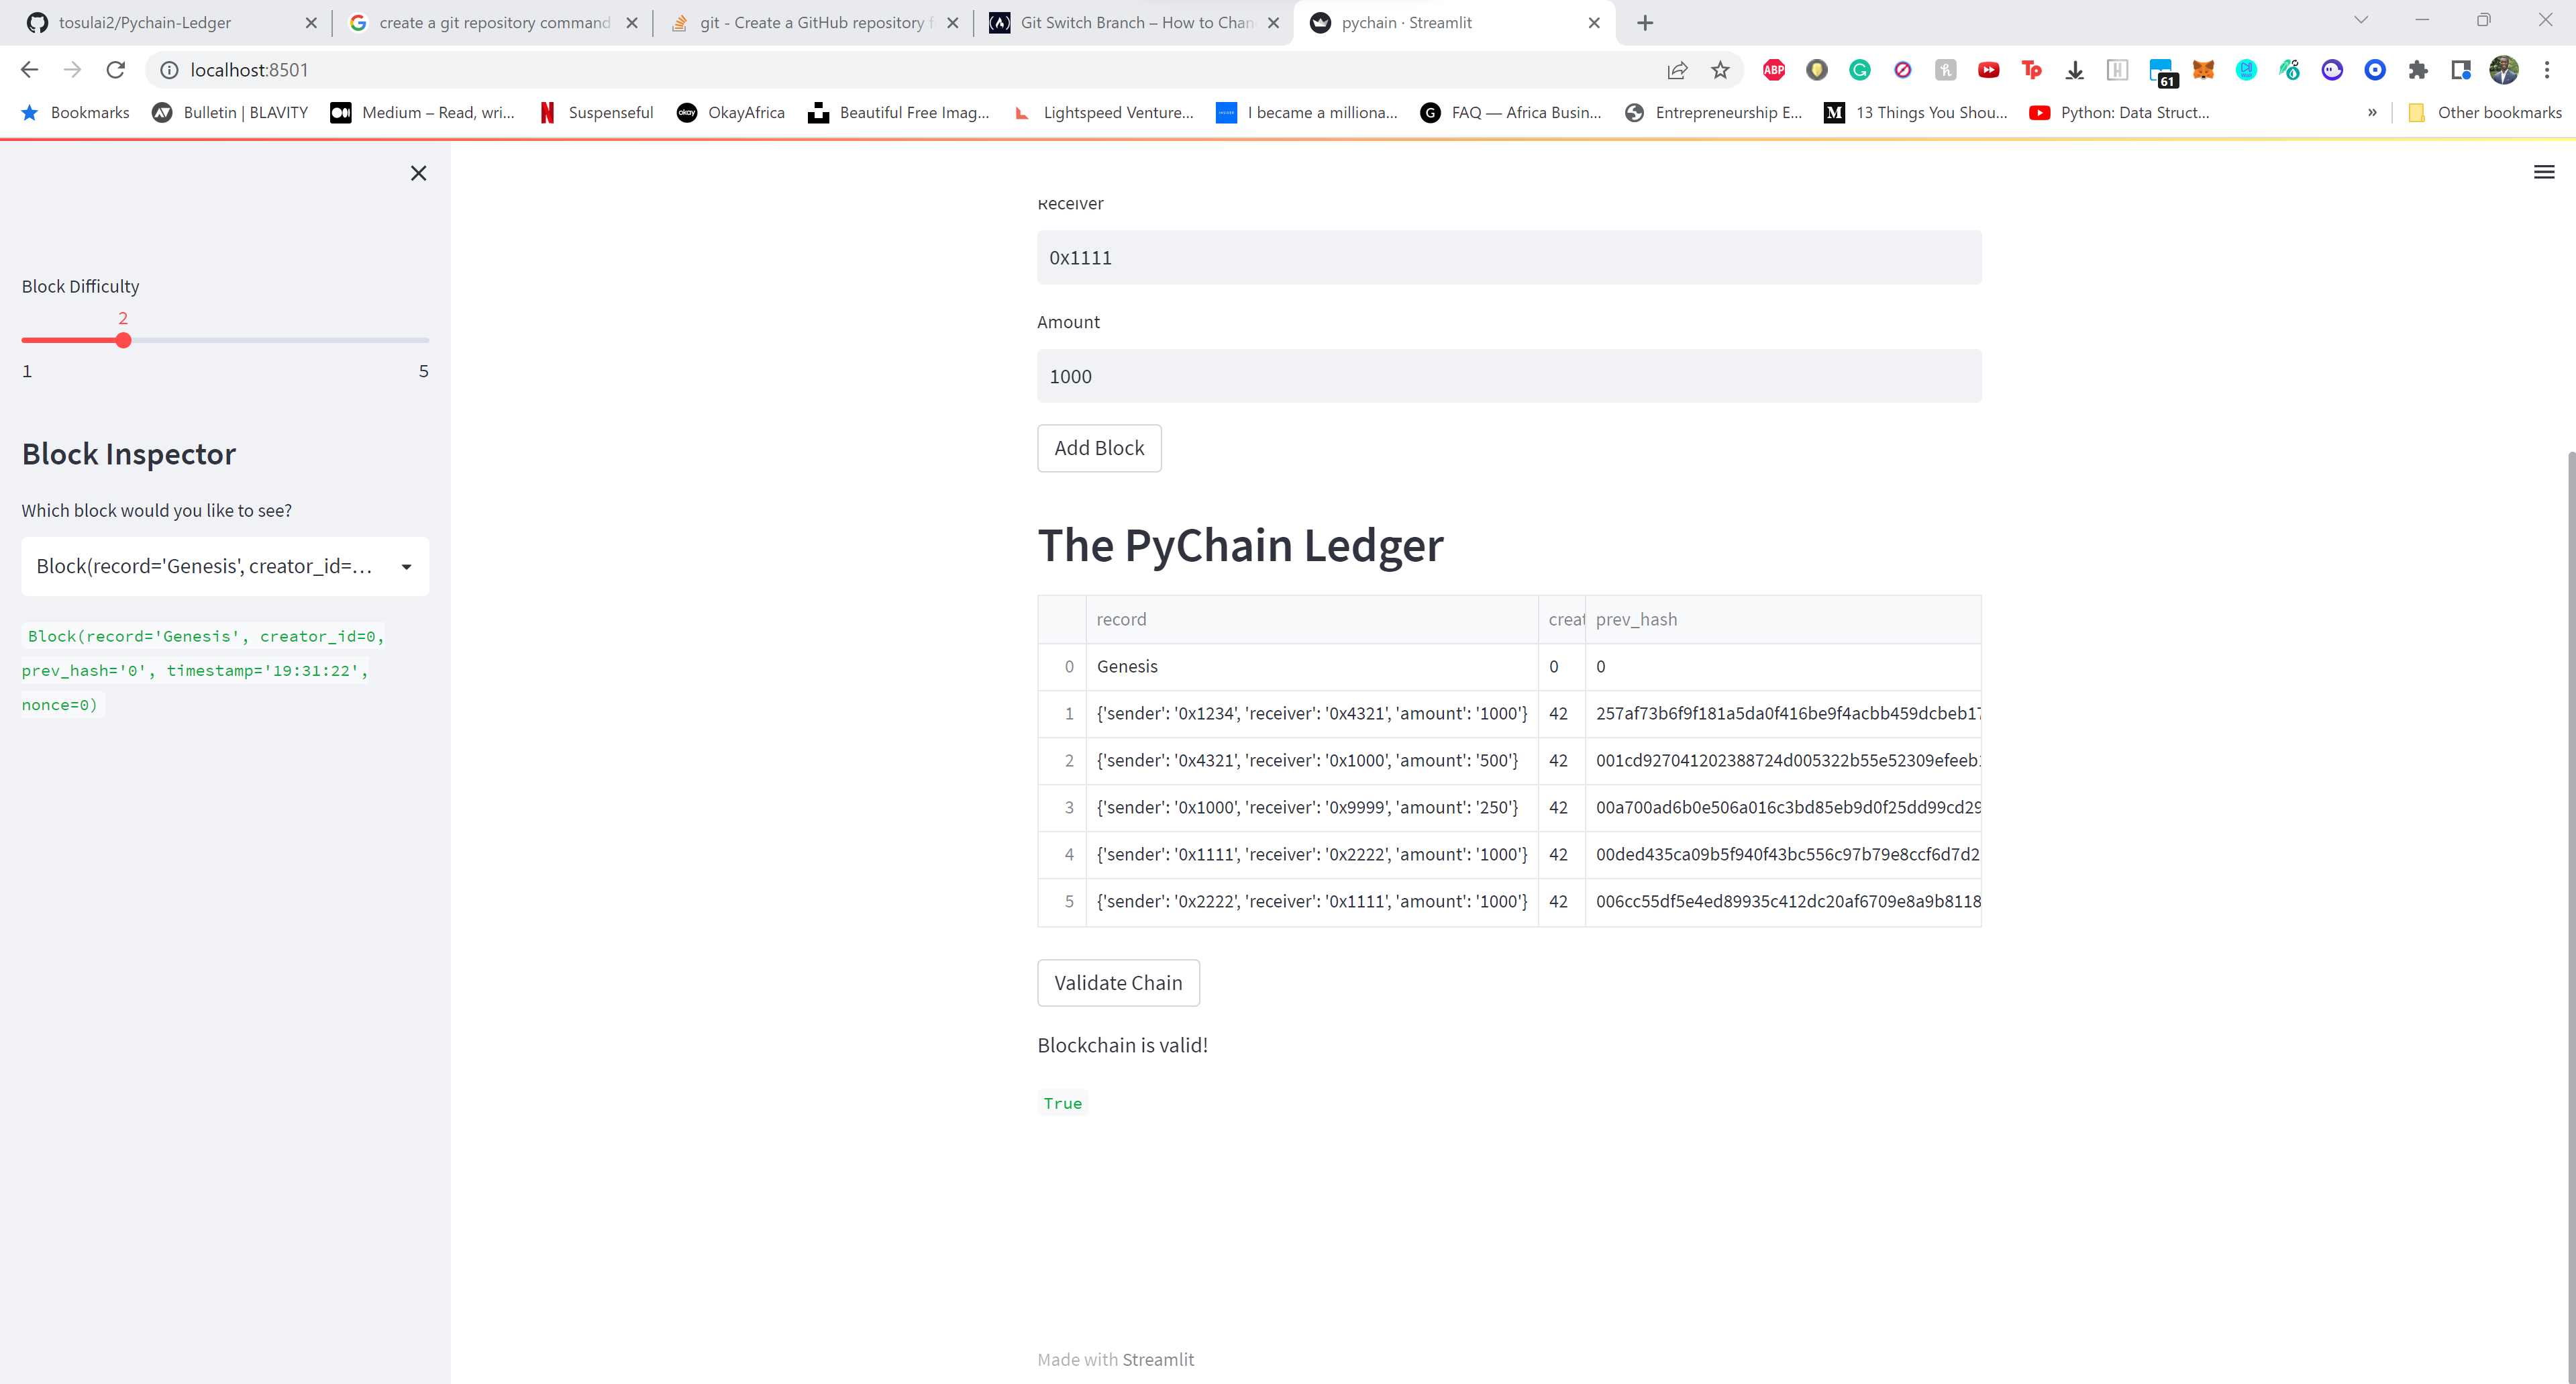 tosulai2/Pychain-Ledger
create a git repository command
git - Create a GitHub repository f
Git Switch Branch – How to Chan
pychain · Streamlit
localhost:8501
ABP
Tp
61
Bookmarks
Bulletin | BLAVITY
Medium – Read, wri...
Suspenseful
OkayAfrica
Beautiful Free Imag...
Lightspeed Venture...
I became a milliona...
FAQ — Africa Busin...
Entrepreneurship E...
13 Things You Shou...
Python: Data Struct...
»
Other bookmarks
Block Difficulty
2
1 5
Block Inspector
Which block would you like to see?
Block(record='Genesis', creator_id=...
Block(record='Genesis', creator_id=0,
prev_hash='0', timestamp='19:31:22',
nonce=0)
Receiver
0x1111
Amount
1000
Add Block
The PyChain Ledger
record creat prev_hash
0 Genesis 0 0
1 {'sender': '0x1234', 'receiver': '0x4321', 'amount': '1000'} 42 257af73b6f9f181a5da0f416be9f4acbb459dcbeb17
2 {'sender': '0x4321', 'receiver': '0x1000', 'amount': '500'} 42 001cd927041202388724d005322b55e52309efeeb
3 {'sender': '0x1000', 'receiver': '0x9999', 'amount': '250'} 42 00a700ad6b0e506a016c3bd85eb9d0f25dd99cd29
4 {'sender': '0x1111', 'receiver': '0x2222', 'amount': '1000'} 42 00ded435ca09b5f940f43bc556c97b79e8ccf6d7d2
5 {'sender': '0x2222', 'receiver': '0x1111', 'amount': '1000'} 42 006cc55df5e4ed89935c412dc20af6709e8a9b8118
Validate Chain
Blockchain is valid!
True
Made with Streamlit